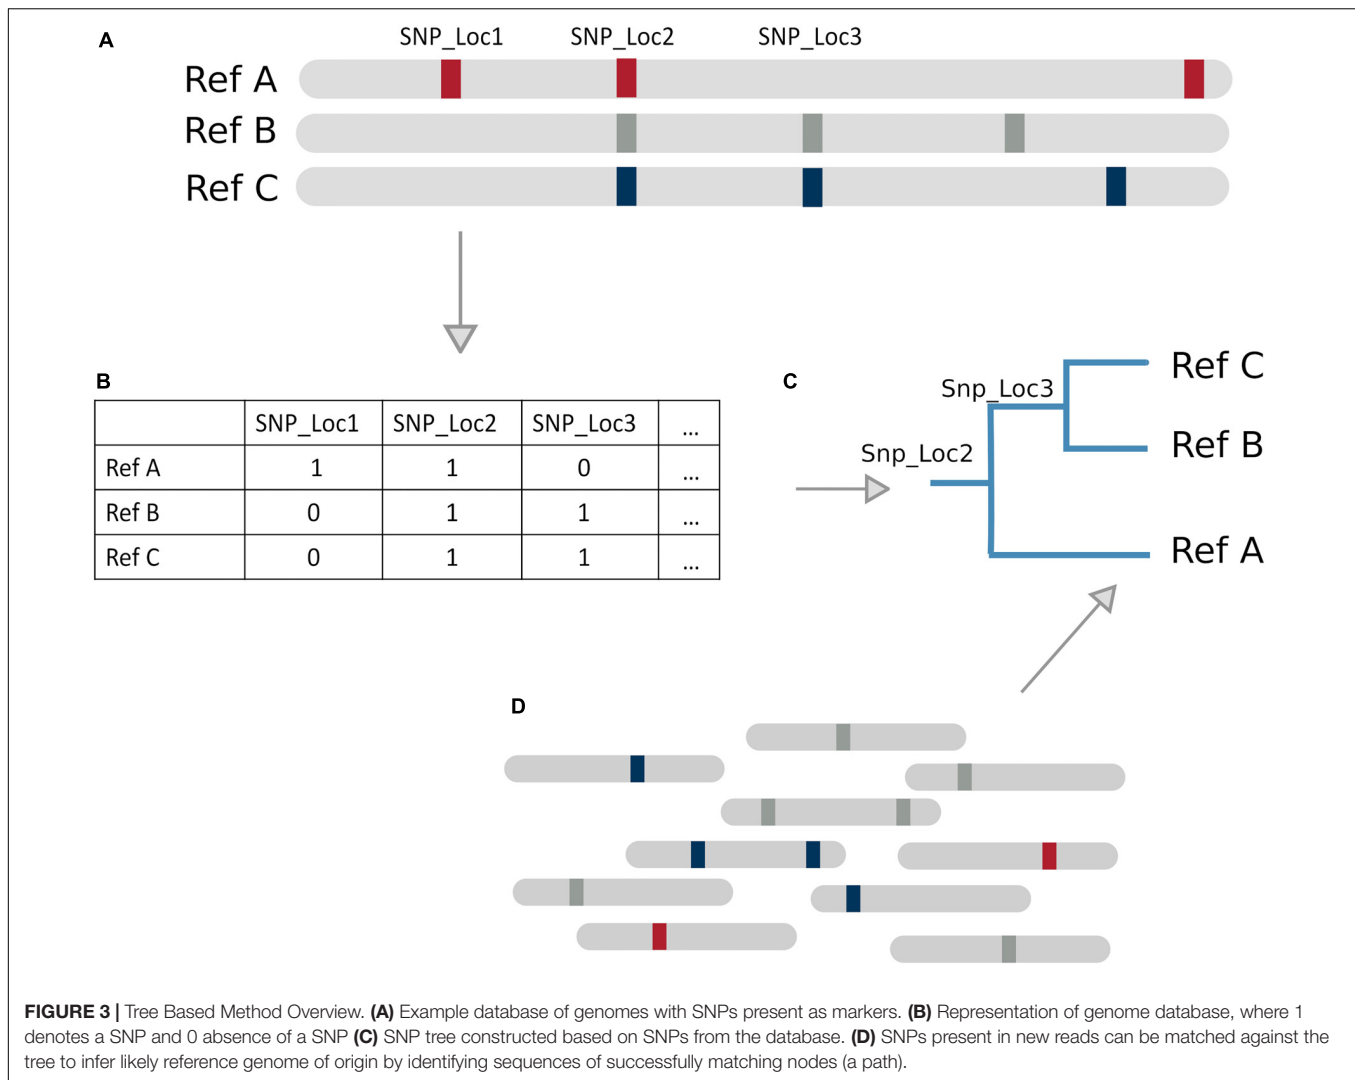 A
SNP_Loc1 SNP_Loc2 SNP_Loc3
Ref A
Ref B
Ref C
B
SNP_Loc1 SNP_Loc2 SNP_Loc3 ...
Ref A 1 1 0 ...
Ref B 0 1 1 ...
Ref C 0 1 1 ...
C
Ref C
Snp_Loc3
Ref B
Snp_Loc2
Ref A
D
FIGURE 3 | Tree Based Method Overview. (A) Example database of genomes with SNPs present as markers. (B) Representation of genome database, where 1
denotes a SNP and 0 absence of a SNP (C) SNP tree constructed based on SNPs from the database. (D) SNPs present in new reads can be matched against the
tree to infer likely reference genome of origin by identifying sequences of successfully matching nodes (a path).